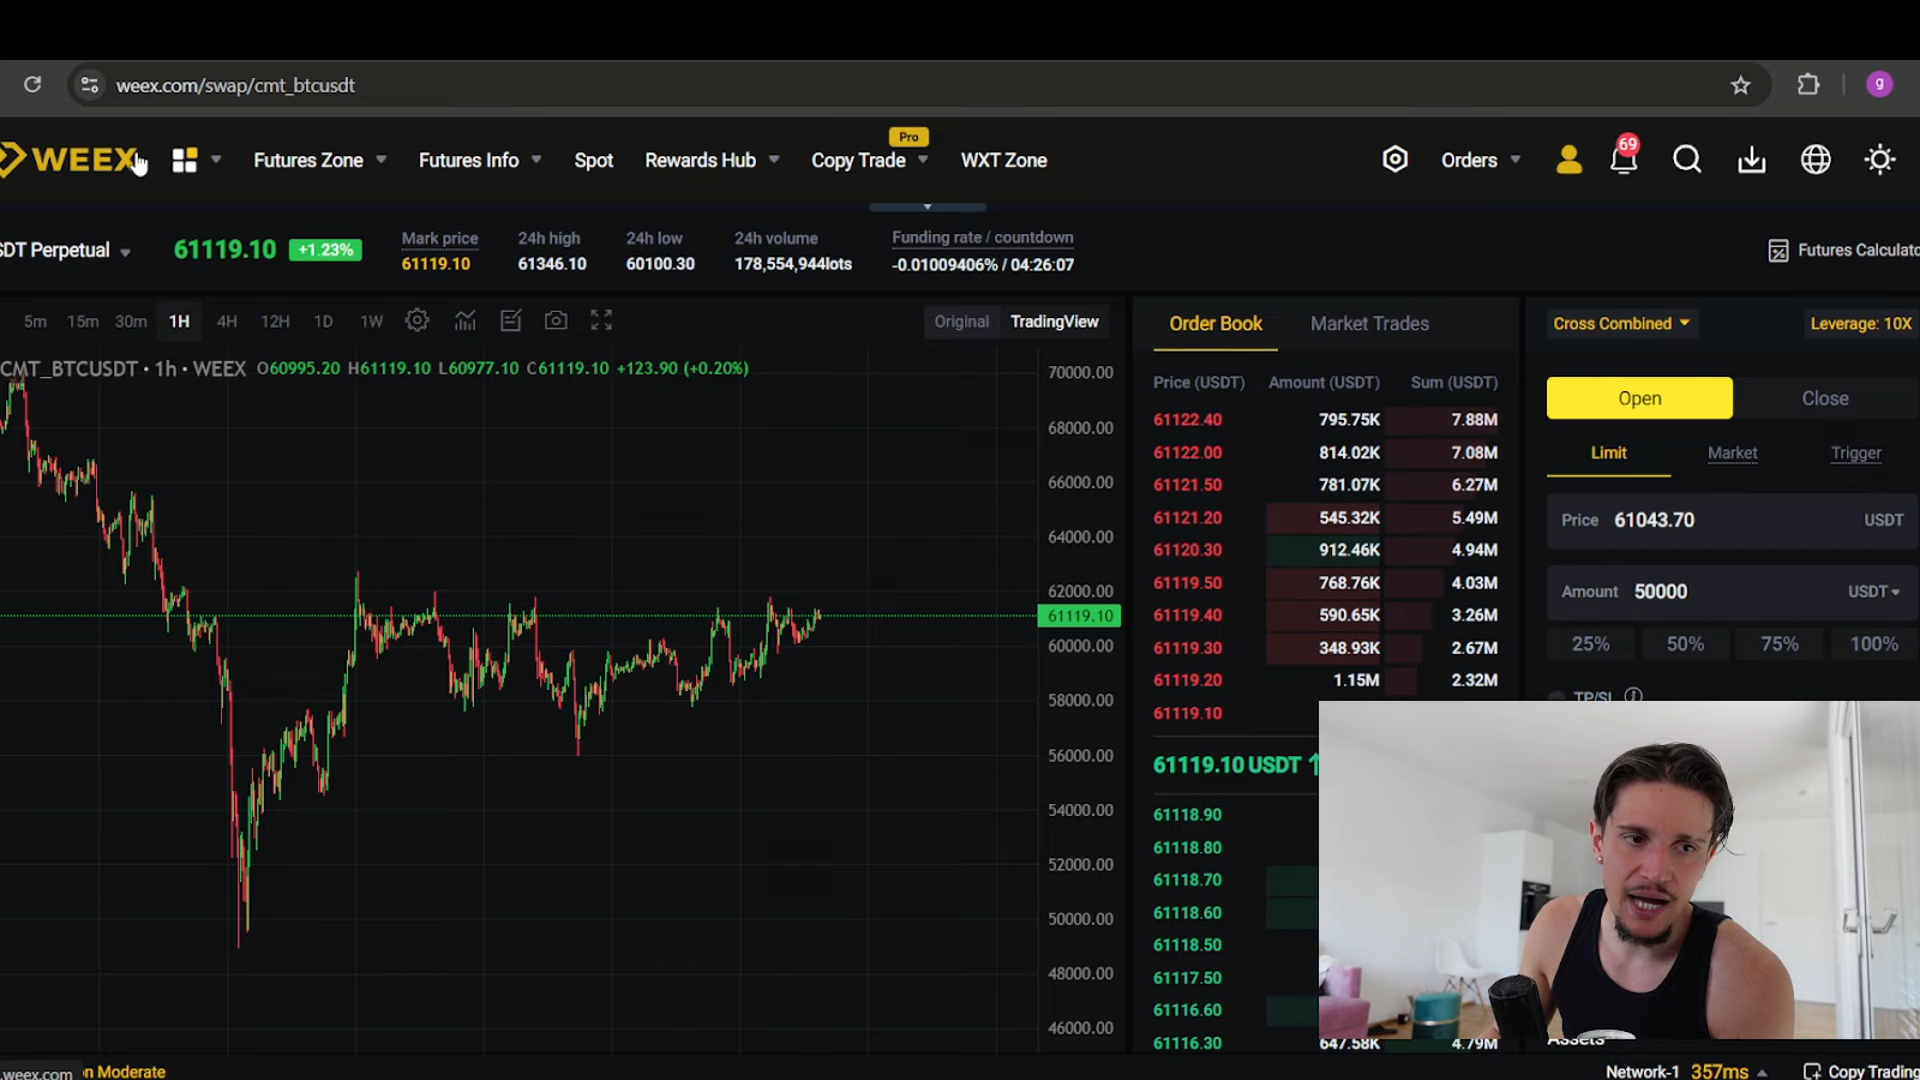 weex.com/swap/cmt_btcusdt
g
WEEX
Futures Zone
Futures Info
Spot
Rewards Hub
Copy Trade
Pro
WXT Zone
Orders
69
SDT Perpetual
61119.10
+1.23%
Mark price
61119.10
24h high
61346.10
24h low
60100.30
24h volume
178,554,944lots
Funding rate / countdown
-0.01009406% / 04:26:07
Futures Calculato
5m 15m 30m 1H 4H 12H 1D 1W
Original TradingView
CMT_BTCUSDT · 1h · WEEX O60995.20 H61119.10 L60977.10 C61119.10 +123.90 (+0.20%)
70000.00
68000.00
66000.00
64000.00
62000.00
61119.10
60000.00
58000.00
56000.00
54000.00
52000.00
50000.00
48000.00
46000.00
Order Book Market Trades
Price (USDT) Amount (USDT) Sum (USDT)
61122.40 795.75K 7.88M
61122.00 814.02K 7.08M
61121.50 781.07K 6.27M
61121.20 545.32K 5.49M
61120.30 912.46K 4.94M
61119.50 768.76K 4.03M
61119.40 590.65K 3.26M
61119.30 348.93K 2.67M
61119.20 1.15M 2.32M
61119.10
61119.10 USDT ↑
61118.90
61118.80
61118.70
61118.60
61118.50
61117.50
61116.60
61116.30 647.58K 4.79M
Cross Combined Leverage: 10X
Open Close
Limit Market Trigger
Price 61043.70 USDT
Amount 50000 USDT
25% 50% 75% 100%
TP/SL
Assets
weex.com
n Moderate
Network-1 357ms
Copy Trading